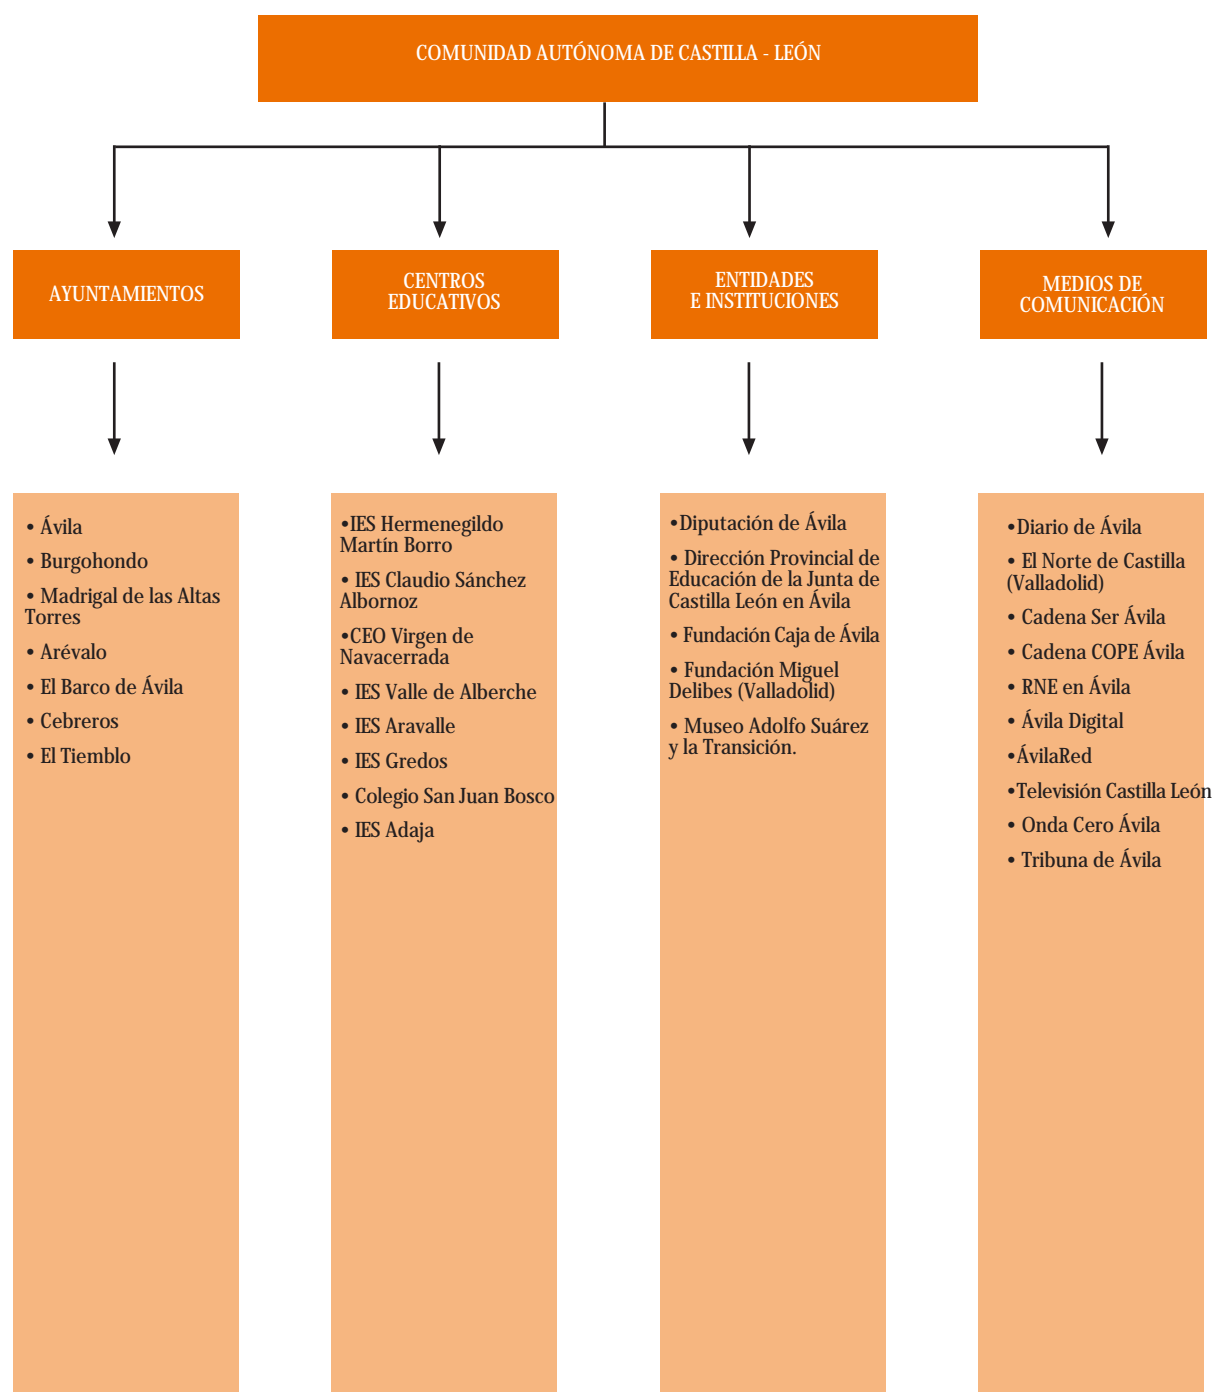 COMUNIDAD AUTÓNOMA DE CASTILLA - LEÓN
AYUNTAMIENTOS
CENTROS
EDUCATIVOS
ENTIDADES
E INSTITUCIONES
MEDIOS DE
COMUNICACIÓN
• Ávila
• Burgohondo
• Madrigal de las Altas
Torres
• Arévalo
• El Barco de Ávila
• Cebreros
• El Tiemblo
•IES Hermenegildo
Martín Borro
• IES Claudio Sánchez
Albornoz
•CEO Virgen de
Navacerrada
• IES Valle de Alberche
• IES Aravalle
• IES Gredos
• Colegio San Juan Bosco
• IES Adaja
•Diputación de Ávila
• Dirección Provincial de
Educación de la Junta de
Castilla León en Ávila
• Fundación Caja de Ávila
• Fundación Miguel
Delibes (Valladolid)
• Museo Adolfo Suárez
y la Transición.
•Diario de Ávila
• El Norte de Castilla
(Valladolid)
• Cadena Ser Ávila
• Cadena COPE Ávila
• RNE en Ávila
• Ávila Digital
•ÁvilaRed
•Televisión Castilla León
• Onda Cero Ávila
• Tribuna de Ávila